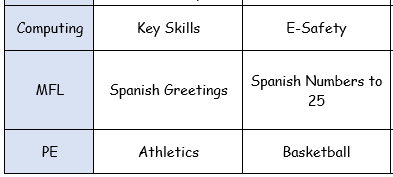 Computing Key Skills E-Safety
MFL Spanish Greetings Spanish Numbers to
25
PE Athletics Basketball